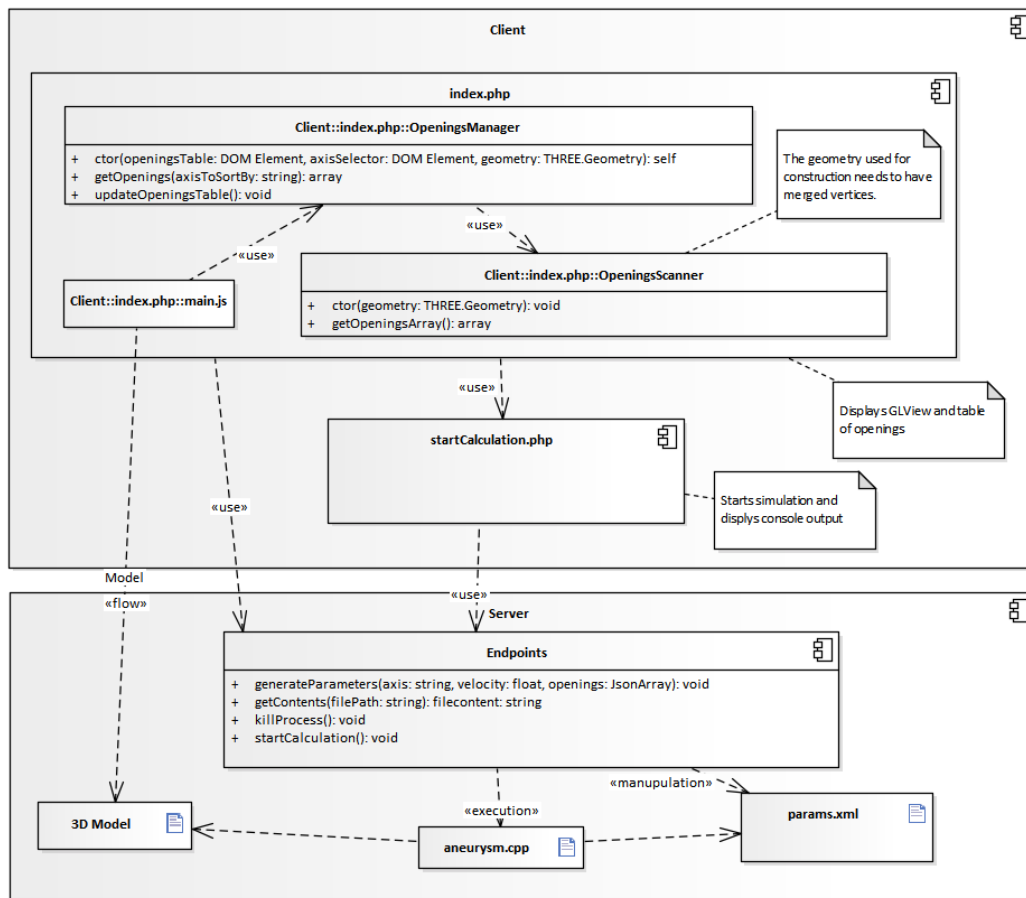 Client
index.php
Client::index.php::OpeningsManager
+ ctor(openingsTable: DOM Element, axisSelector: DOM Element, geometry: THREE.Geometry): self
+ getOpenings(axisToSortBy: string): array
+ updateOpeningsTable(): void
The geometry used for
construction needs to have
merged vertices.
«use»
«use»
Client::index.php::OpeningsScanner
+ ctor(geometry: THREE.Geometry): void
+ getOpeningsArray(): array
Client::index.php::main.js
«use»
Displays GLView and table
of openings
startCalculation.php
Starts simulation and
displys console output
«use»
Model
«flow»
«use»
Server
Endpoints
+ generateParameters(axis: string, velocity: float, openings: JsonArray): void
+ getContents(filePath: string): filecontent: string
+ killProcess(): void
+ startCalculation(): void
«manupulation»
«execution»
3D Model
aneurysm.cpp
params.xml